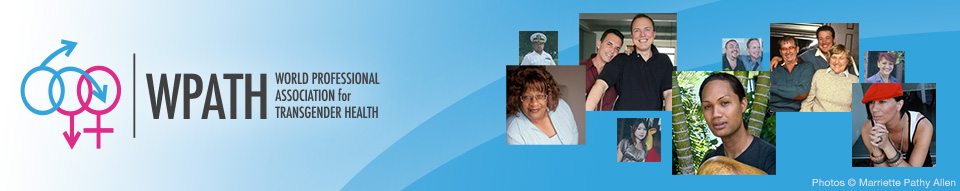 WPATH
WORLD PROFESSIONAL
ASSOCIATION for
TRANSGENDER HEALTH
Photos © Marriette Pathy Allen